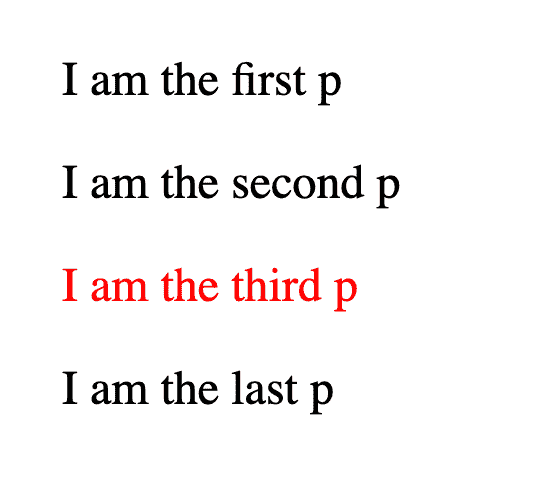 I am the first p
I am the second p
I am the third p
I am the last p